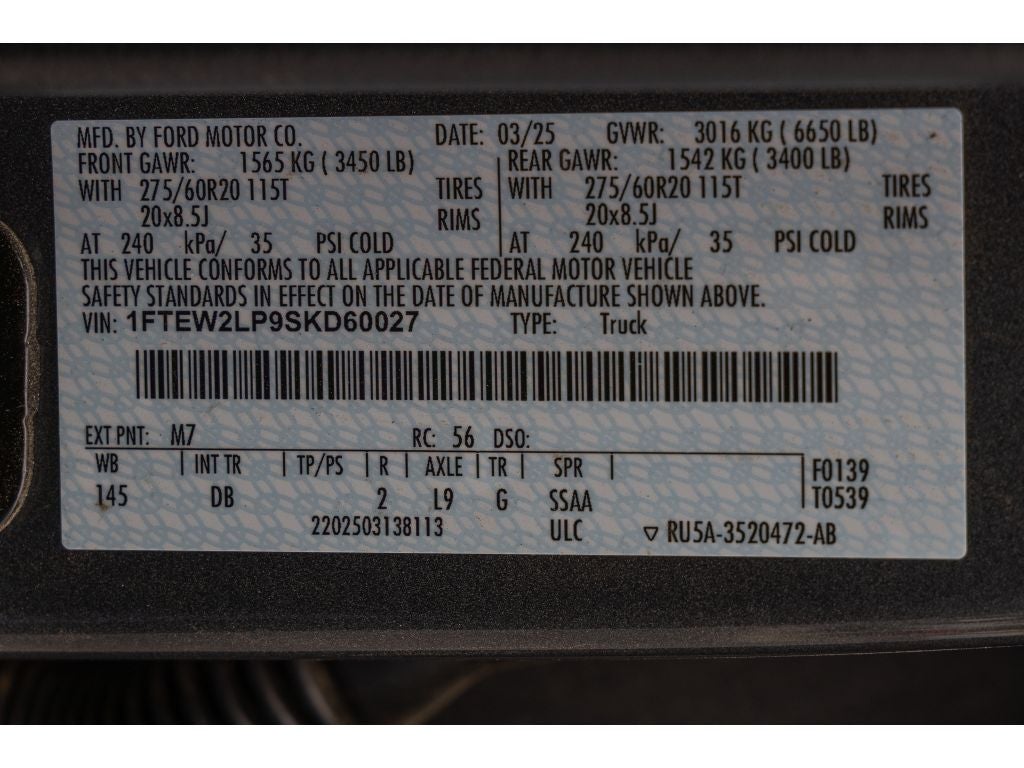 MFD. BY FORD MOTOR CO. DATE: 03/25 GVWR: 3016 KG ( 6650 LB)
FRONT GAWR: 1565 KG ( 3450 LB) REAR GAWR: 1542 KG ( 3400 LB)
WITH 275/60R20 115T TIRES WITH 275/60R20 115T TIRES
20x8.5J RIMS 20x8.5J RIMS
AT 240 kPa/ 35 PSI COLD AT 240 kPa/ 35 PSI COLD
THIS VEHICLE CONFORMS TO ALL APPLICABLE FEDERAL MOTOR VEHICLE
SAFETY STANDARDS IN EFFECT ON THE DATE OF MANUFACTURE SHOWN ABOVE.
VIN: 1FTEW2LP9SKD60027 TYPE: Truck
EXT PNT: M7 RC: 56 DSO:
WB INT TR TP/PS R AXLE TR SPR F0139
145 DB 2 L9 G SSAA T0539
2202503138113 ULC ▽ RU5A-3520472-AB